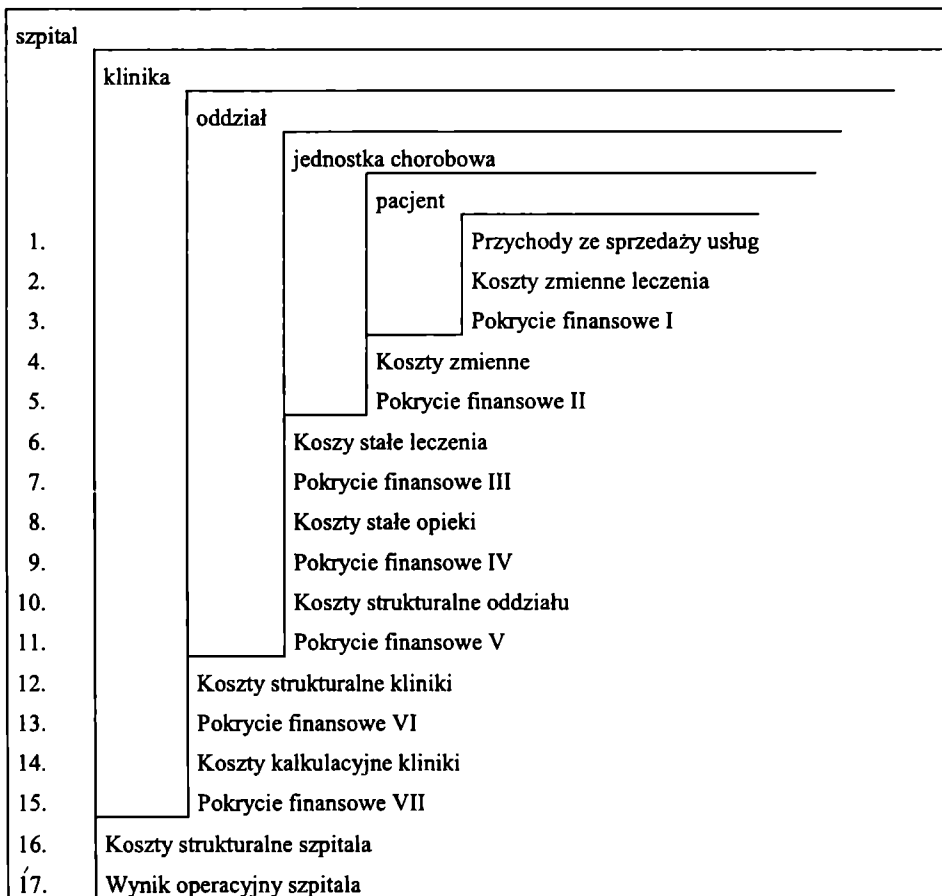 szpital
klinika
oddział
jednostka chorobowa
pacjent
1. Przychody ze sprzedaży usług
2. Koszty zmienne leczenia
3. Pokrycie finansowe I
4. Koszty zmienne
5. Pokrycie finansowe II
6. Koszy stałe leczenia
7. Pokrycie finansowe III
8. Koszty stałe opieki
9. Pokrycie finansowe IV
10. Koszty strukturalne oddziału
11. Pokrycie finansowe V
12. Koszty strukturalne kliniki
13. Pokrycie finansowe VI
14. Koszty kalkulacyjne kliniki
15. Pokrycie finansowe VII
16. Koszty strukturalne szpitala
17. Wynik operacyjny szpitala